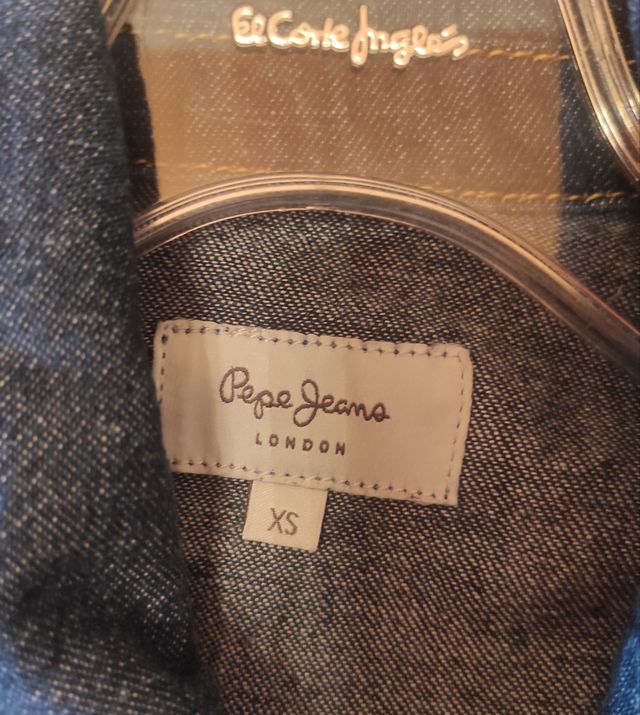 El Corte Inglés
Pepe Jeans
LONDON
XS